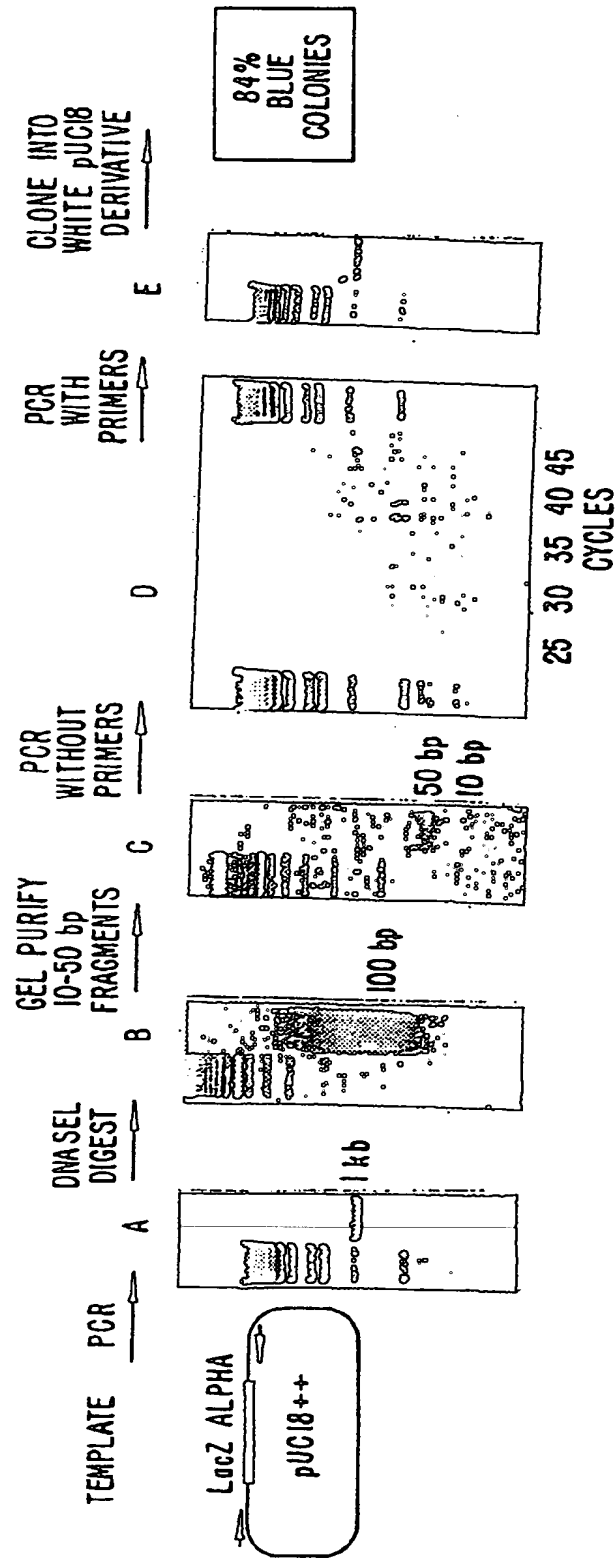 TEMPLATE
PCR
DNASEL
DIGEST
GEL PURIFY
10-50 bp
FRAGMENTS
PCR
WITHOUT
PRIMERS
PCR
WITH
PRIMERS
CLONE INTO
WHITE pUC18
DERIVATIVE
A
B
C
D
E
LacZ ALPHA
pUC18++
1 kb
100 bp
50 bp
10 bp
25 30 35 40 45
CYCLES
84%
BLUE
COLONIES